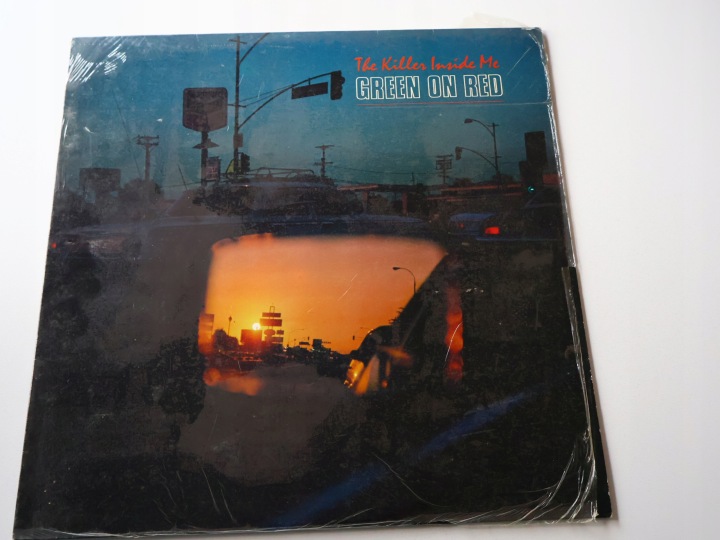 The Killer Inside Me
GREEN ON RED